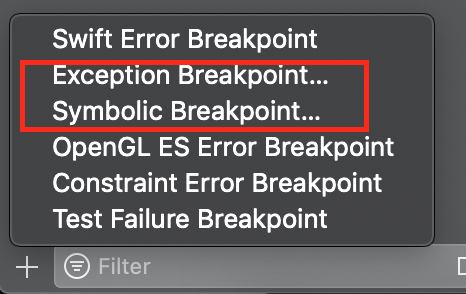 Swift Error Breakpoint
Exception Breakpoint...
Symbolic Breakpoint...
OpenGL ES Error Breakpoint
Constraint Error Breakpoint
Test Failure Breakpoint
Filter